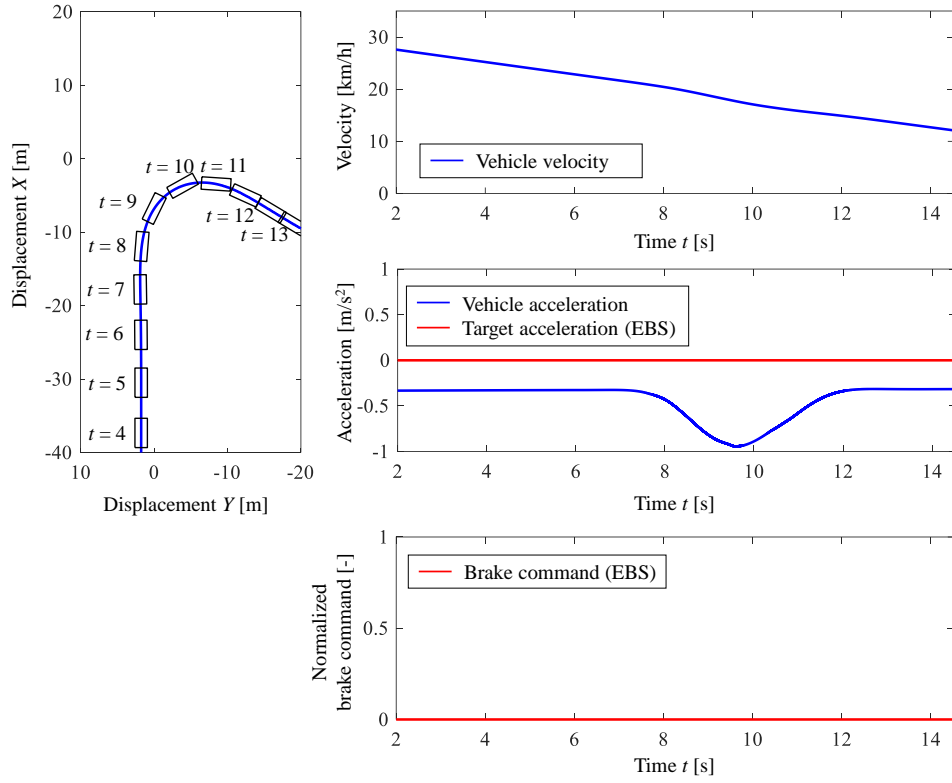 20
10
0
-10
-20
-30
-40
10
0
-10
-20
Displacement X [m]
Displacement Y [m]
t = 10
t = 11
t = 9
t = 12
t = 8
t = 13
t = 7
t = 6
t = 5
t = 4
30
20
10
0
2
4
6
8
10
12
14
Velocity [km/h]
Vehicle velocity
Time t [s]
1
0.5
0
-0.5
-1
2
4
6
8
10
12
14
Acceleration [m/s²]
Vehicle acceleration
Target acceleration (EBS)
Time t [s]
1
0.5
0
2
4
6
8
10
12
14
Normalized
brake command [-]
Brake command (EBS)
Time t [s]